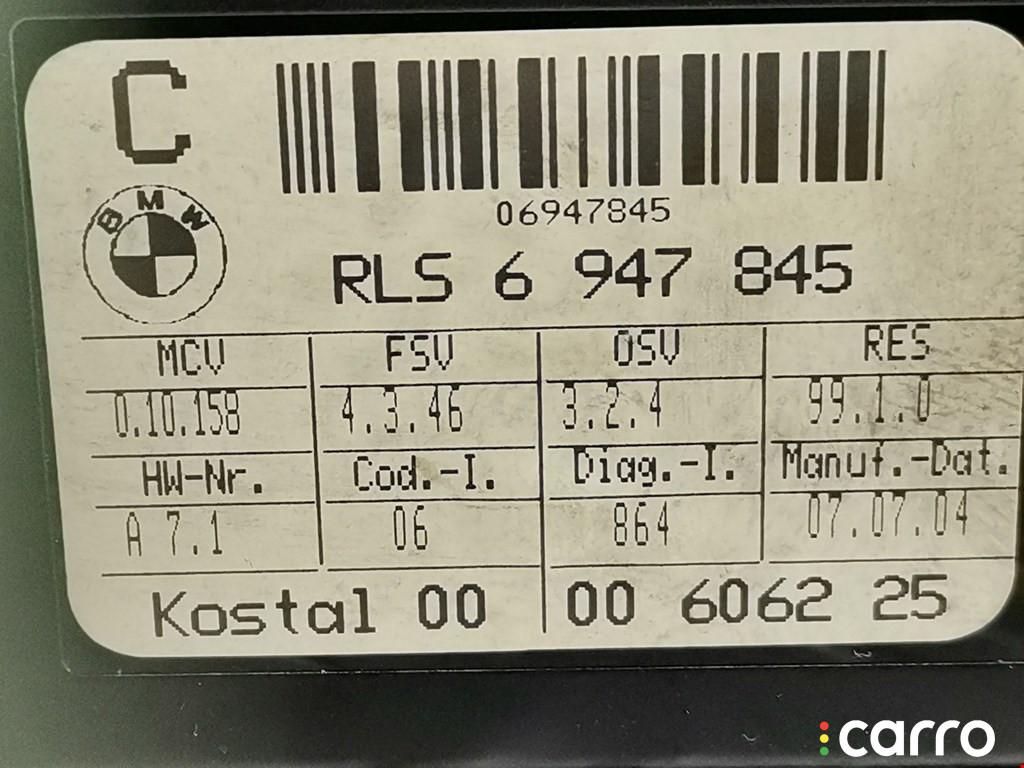 C
BMW
06947845
RLS 6 947 845
MCV FSV OSV RES
0.10.158 4.3.46 3.2.4 99.1.0
HW-Nr. Cod.-I. Diag.-I. Manuf.-Dat.
A 7.1 06 864 07.07.04
Kostal 00 00 6062 25
carro